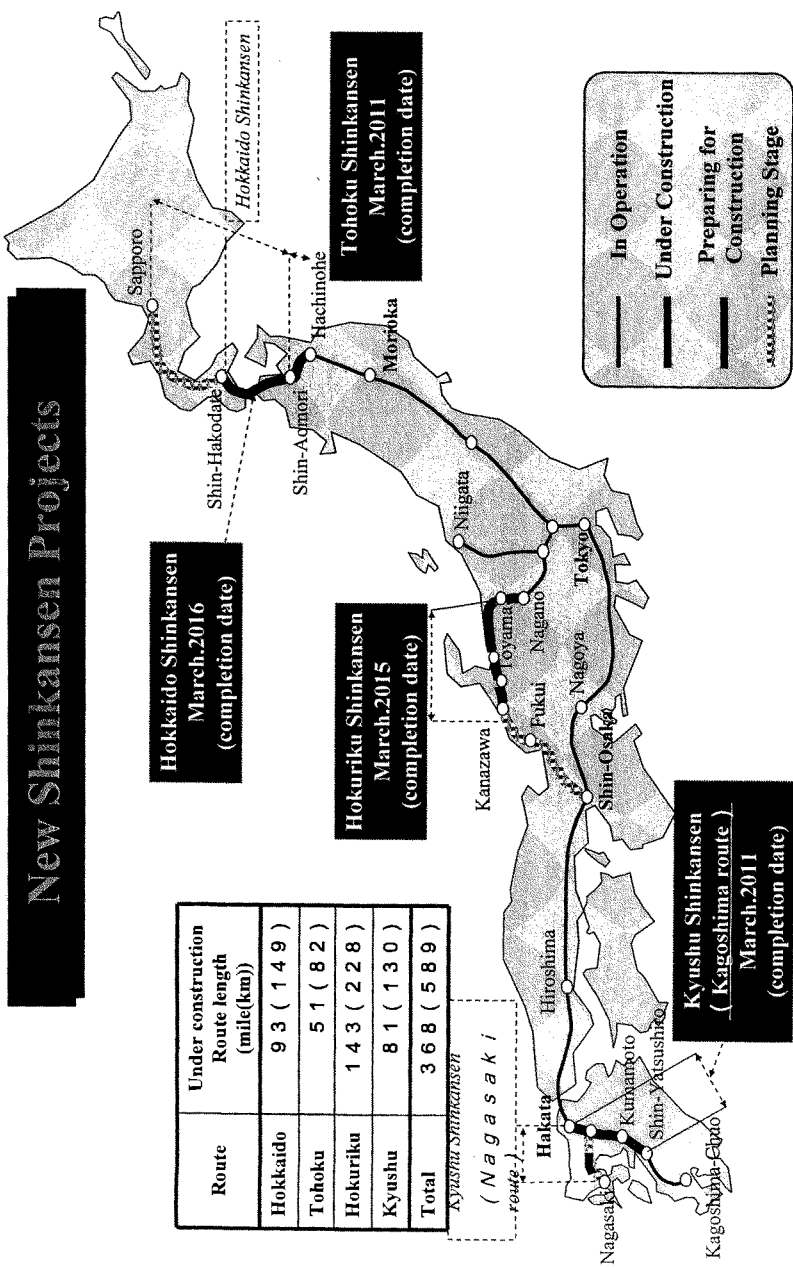 New Shinkansen Projects
Route
Under construction
Route length
(mile(km))
Hokkaido 93(149)
Tohoku 51(82)
Hokuriku 143(228)
Kyushu 81(130)
Total 368(589)
Kyushu Shinkansen
(Nagasaki
route)
Hokkaido Shinkansen
March.2016
(completion date)
Hokuriku Shinkansen
March.2015
(completion date)
Tohoku Shinkansen
March.2011
(completion date)
Kyushu Shinkansen
(Kagoshima route)
March.2011
(completion date)
Hokkaido Shinkansen
Sapporo
Shin-Hakodate
Shin-Aomori
Hachinohe
Morioka
Niigata
Tokyo
Nagano
Toyama
Kanazawa
Fukui
Nagoya
Shin-Osaka
Hiroshima
Hakata
Kumamoto
Shin-Yatsushiro
Nagasaki
Kagoshima-Chuo
In Operation
Under Construction
Preparing for
Construction
Planning Stage